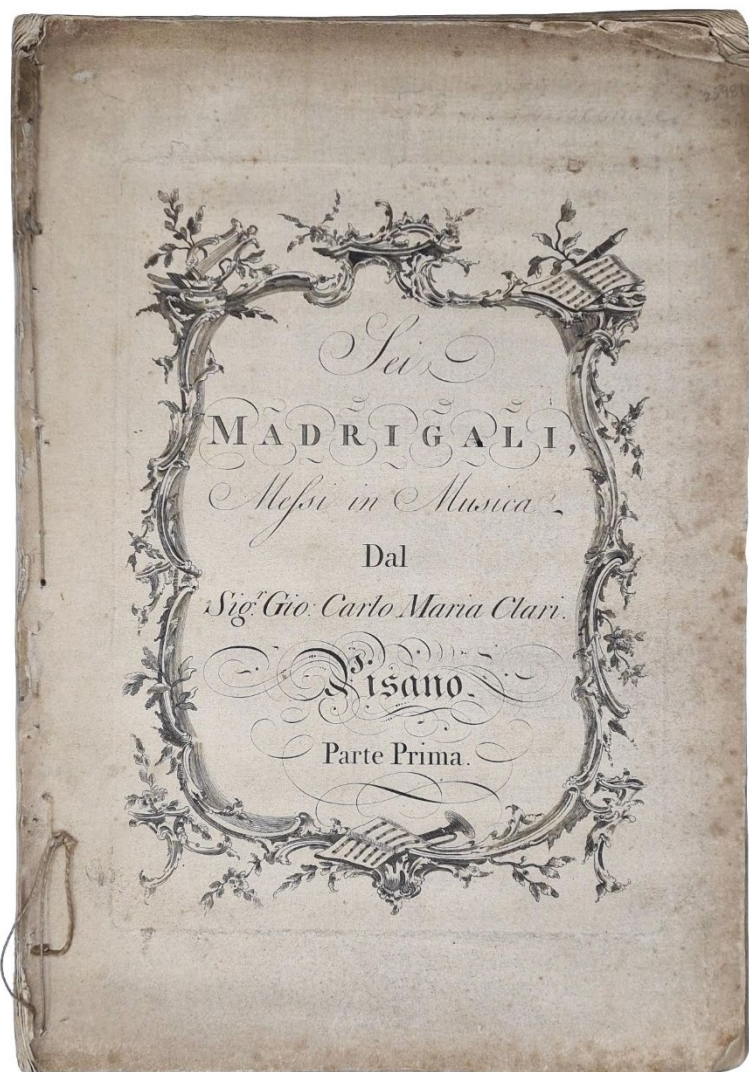 Sei
MADRIGALI,
Meſsi in Musica
Dal
Sig.r Gio: Carlo Maria Clari.
Pisano.
Parte Prima.